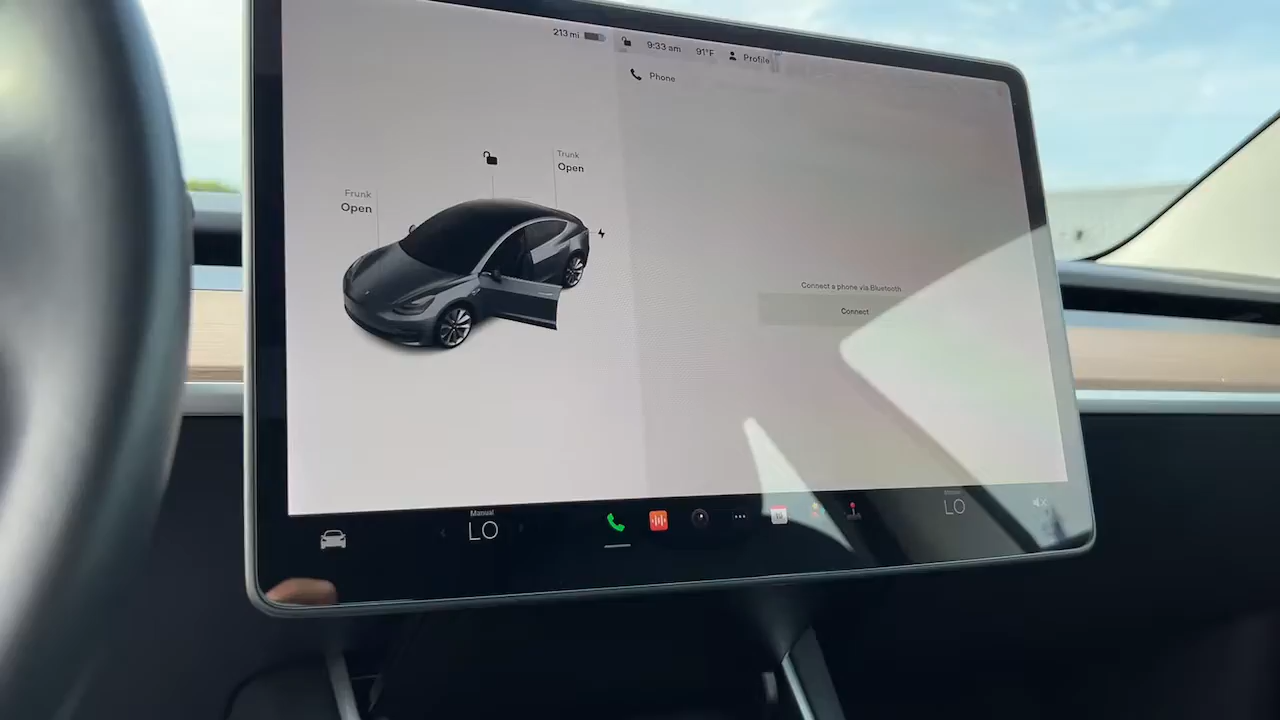 213 mi
9:33 am
91°F
Profile
Phone
Trunk
Open
Frunk
Open
Connect a phone via Bluetooth
Connect
Manual
LO
LO